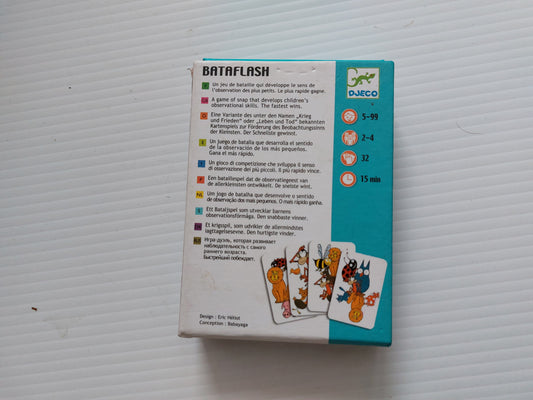 BATAFLASH
Un jeu de bataille qui développe le sens de
l'observation des plus petits. Le plus rapide gagne.
A game of snap that develops children's
observational skills. The fastest wins.
Eine Variante des unter den Namen „Krieg
und Frieden" oder „Leben und Tod" bekannten
Kartenspiels zur Förderung des Beobachtungssinns
der Kleinsten. Der Schnellste gewinnt.
Un juego de batalla que desarrolla el sentido
de la observación de los más pequeños.
Gana el más rápido.
Un gioco di competizione che sviluppa il senso
di osservazione dei più piccoli. Il più rapido vince.
Een bataillespel dat de observatiegeest van
de allerkleinsten ontwikkelt. De snelste wint.
Um jogo de batalha que desenvolve o sentido
de observação dos mais pequenos. O mais rápido ganha.
Ett Bataljspel som utvecklar barnens
observationsförmåga. Den snabbaste vinner.
Et krigspil, som udvikler de allermindstes
iagttagelsesevne. Den hurtigste vinder.
Игра-дуэль, которая развивает
наблюдательность с самого
раннего возраста.
Быстрейший побеждает.
Design : Eric Héliot
Conception : Babayaga
DJECO
5-99
2-4
32
15 min